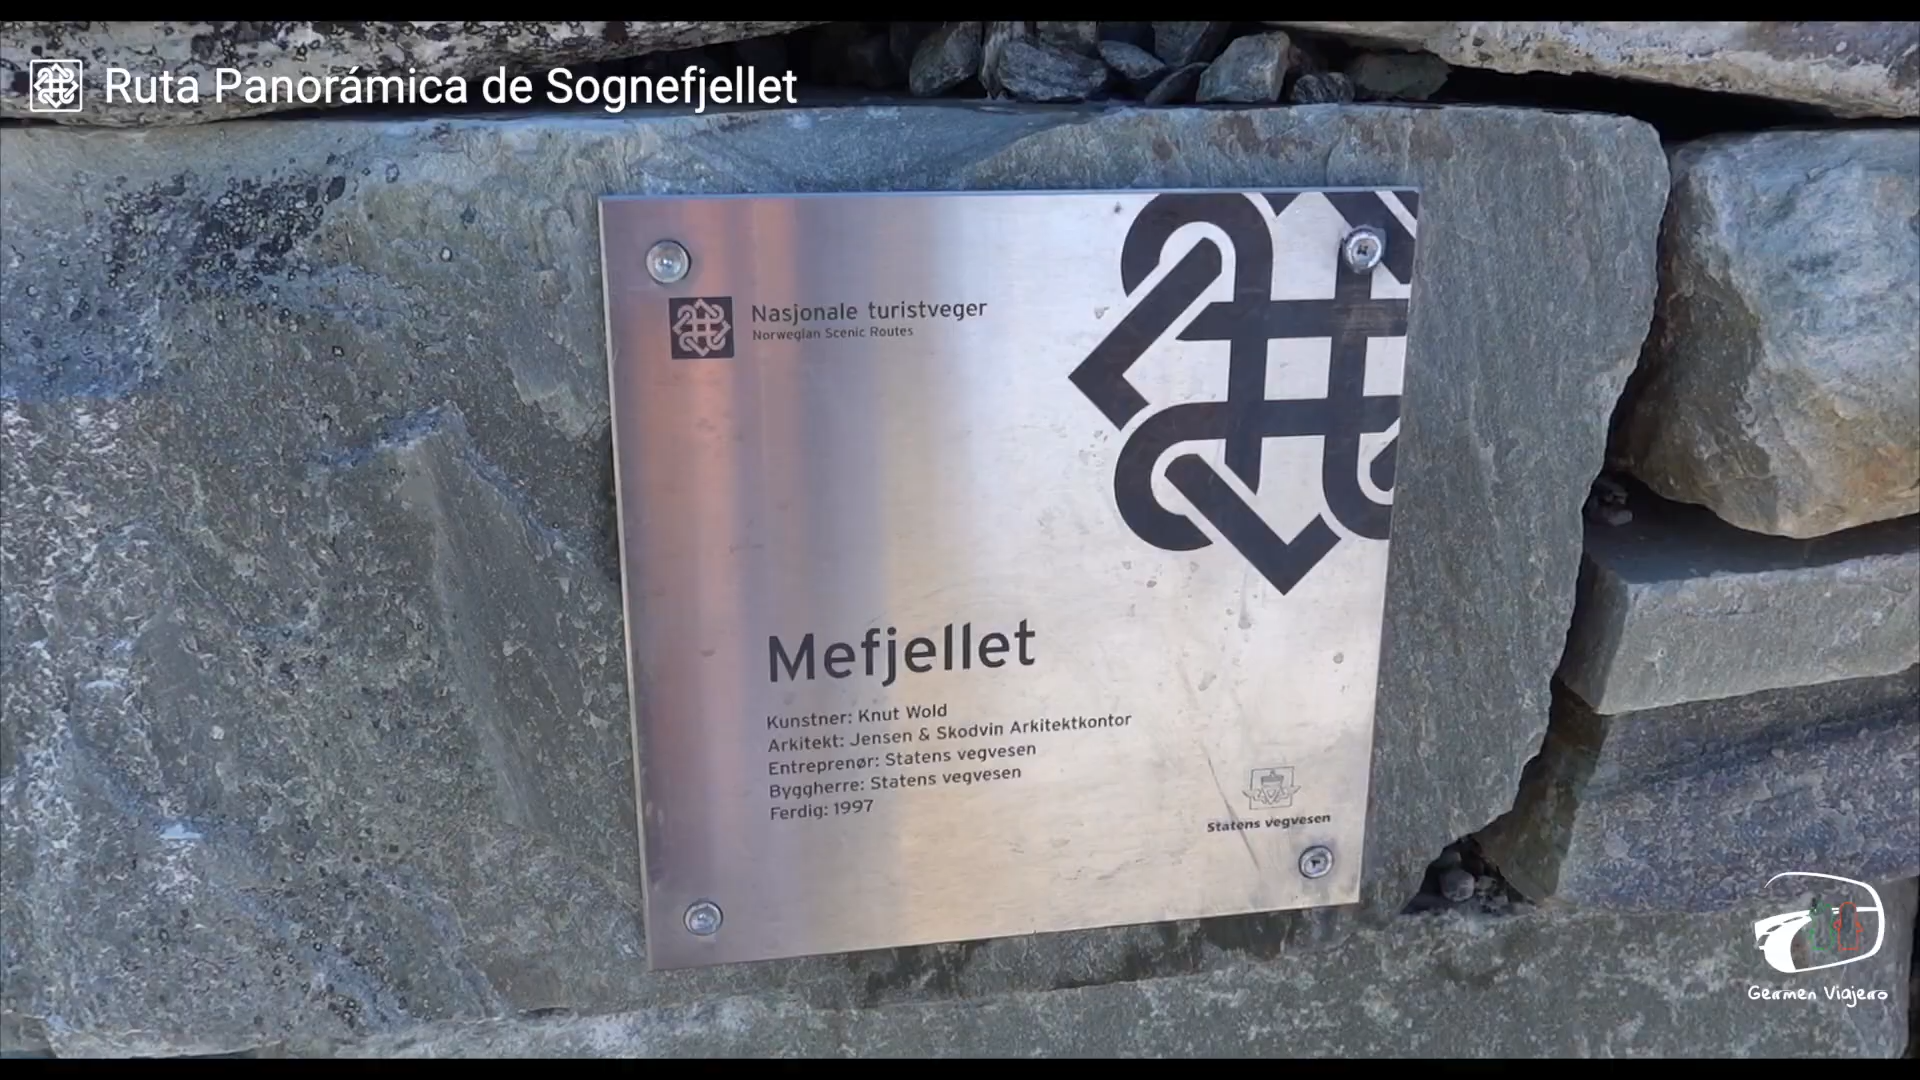 Ruta Panorámica de Sognefjellet
Nasjonale turistveger
Norwegian Scenic Routes
Mefjellet
Kunstner: Knut Wold
Arkitekt: Jensen & Skodvin Arkitektkontor
Entreprenør: Statens vegvesen
Byggherre: Statens vegvesen
Ferdig: 1997
Statens vegvesen
Germen Viajero